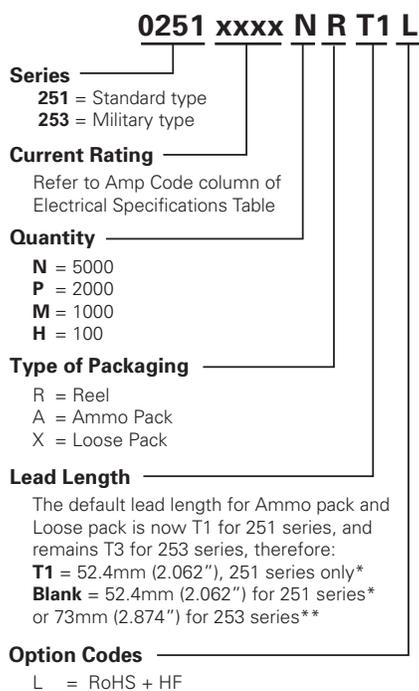 0251 xxxx N R T1 L
Series
251 = Standard type
253 = Military type
Current Rating
Refer to Amp Code column of
Electrical Specifications Table
Quantity
N = 5000
P = 2000
M = 1000
H = 100
Type of Packaging
R = Reel
A = Ammo Pack
X = Loose Pack
Lead Length
The default lead length for Ammo pack and
Loose pack is now T1 for 251 series, and
remains T3 for 253 series, therefore:
T1 = 52.4mm (2.062”), 251 series only*
Blank = 52.4mm (2.062”) for 251 series*
or 73mm (2.874”) for 253 series**
Option Codes
L = RoHS + HF